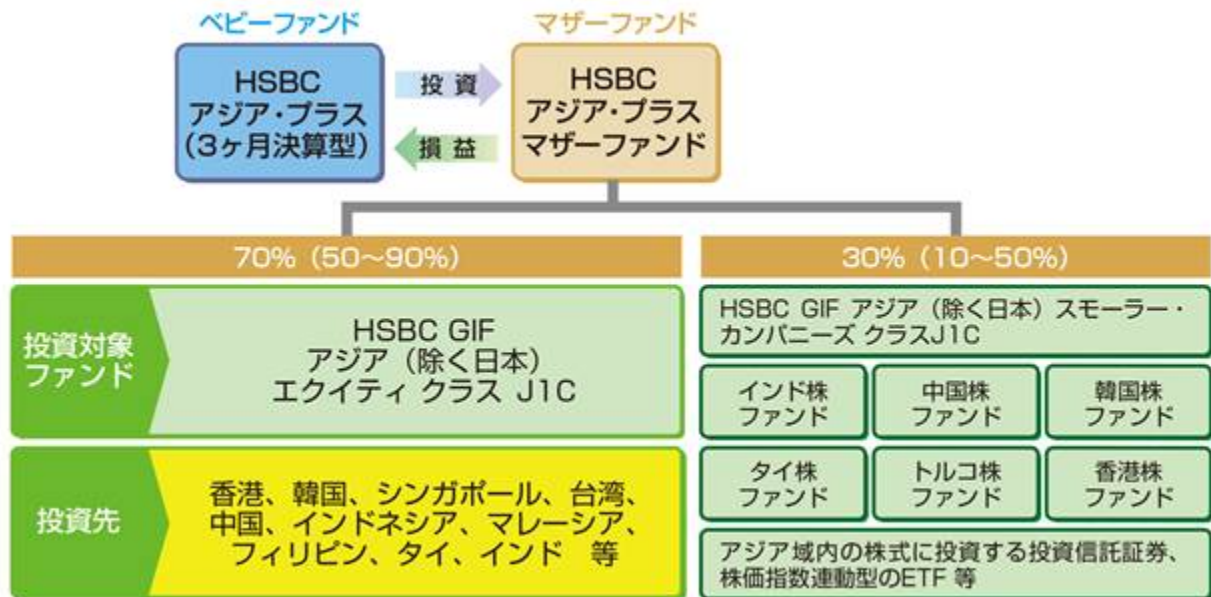 ベビーファンド
マザーファンド
HSBC
アジア・プラス
(3ヶ月決算型)
投資
損益
HSBC
アジア・プラス
マザーファンド
70%（50〜90%）
投資対象
ファンド
HSBC GIF
アジア（除く日本）
エクイティ クラス J1C
投資先
香港、韓国、シンガポール、台湾、
中国、インドネシア、マレーシア、
フィリピン、タイ、インド 等
30%（10〜50%）
HSBC GIF アジア（除く日本）スモーラー・
カンパニーズ クラスJ1C
インド株
ファンド
中国株
ファンド
韓国株
ファンド
タイ株
ファンド
トルコ株
ファンド
香港株
ファンド
アジア域内の株式に投資する投資信託証券、
株価指数連動型のETF 等